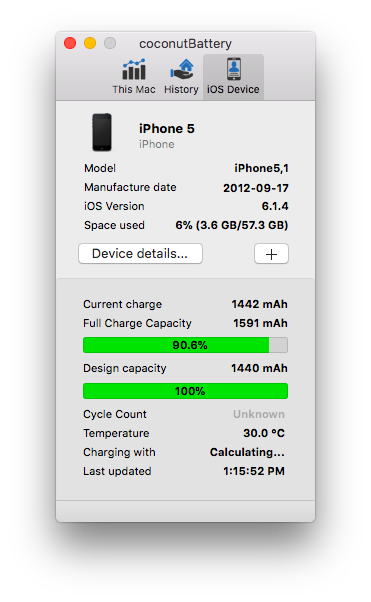 coconutBattery
This Mac History iOS Device
iPhone 5
iPhone
Model iPhone5,1
Manufacture date 2012-09-17
iOS Version 6.1.4
Space used 6% (3.6 GB/57.3 GB)
Device details... +
Current charge 1442 mAh
Full Charge Capacity 1591 mAh
90.6%
Design capacity 1440 mAh
100%
Cycle Count Unknown
Temperature 30.0 ºC
Charging with Calculating...
Last updated 1:15:52 PM